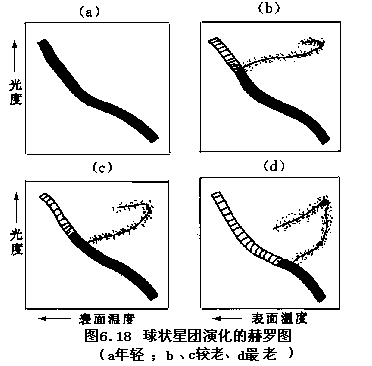 (a)
(b)
光度
(c)
(d)
光度
表面温度
表面温度
图6.18 球状星团演化的赫罗图
(a年轻；b、c较老、d最老)